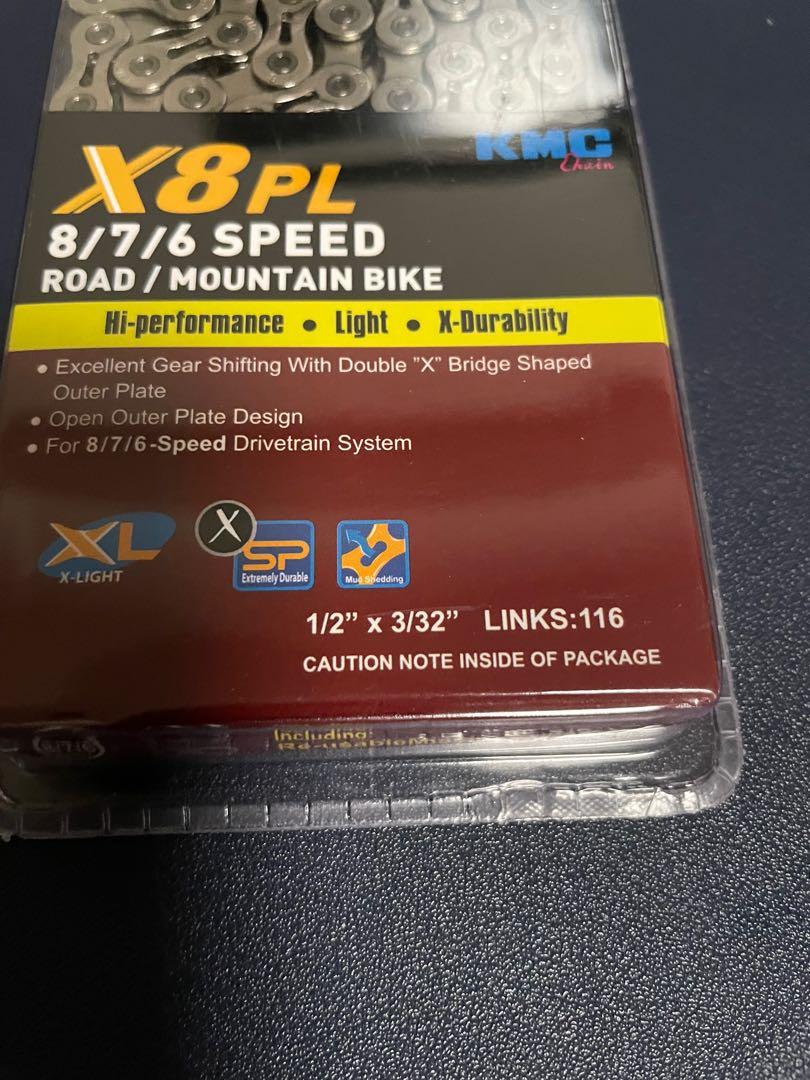 KMC
Chain
X8PL
8/7/6 SPEED
ROAD / MOUNTAIN BIKE
Hi-performance ● Light ● X-Durability
● Excellent Gear Shifting With Double "X" Bridge Shaped
Outer Plate
● Open Outer Plate Design
● For 8/7/6-Speed Drivetrain System
XL
X-LIGHT
X
SP
Extremely Durable
Mud Shedding
1/2” x 3/32” LINKS:116
CAUTION NOTE INSIDE OF PACKAGE
Including: